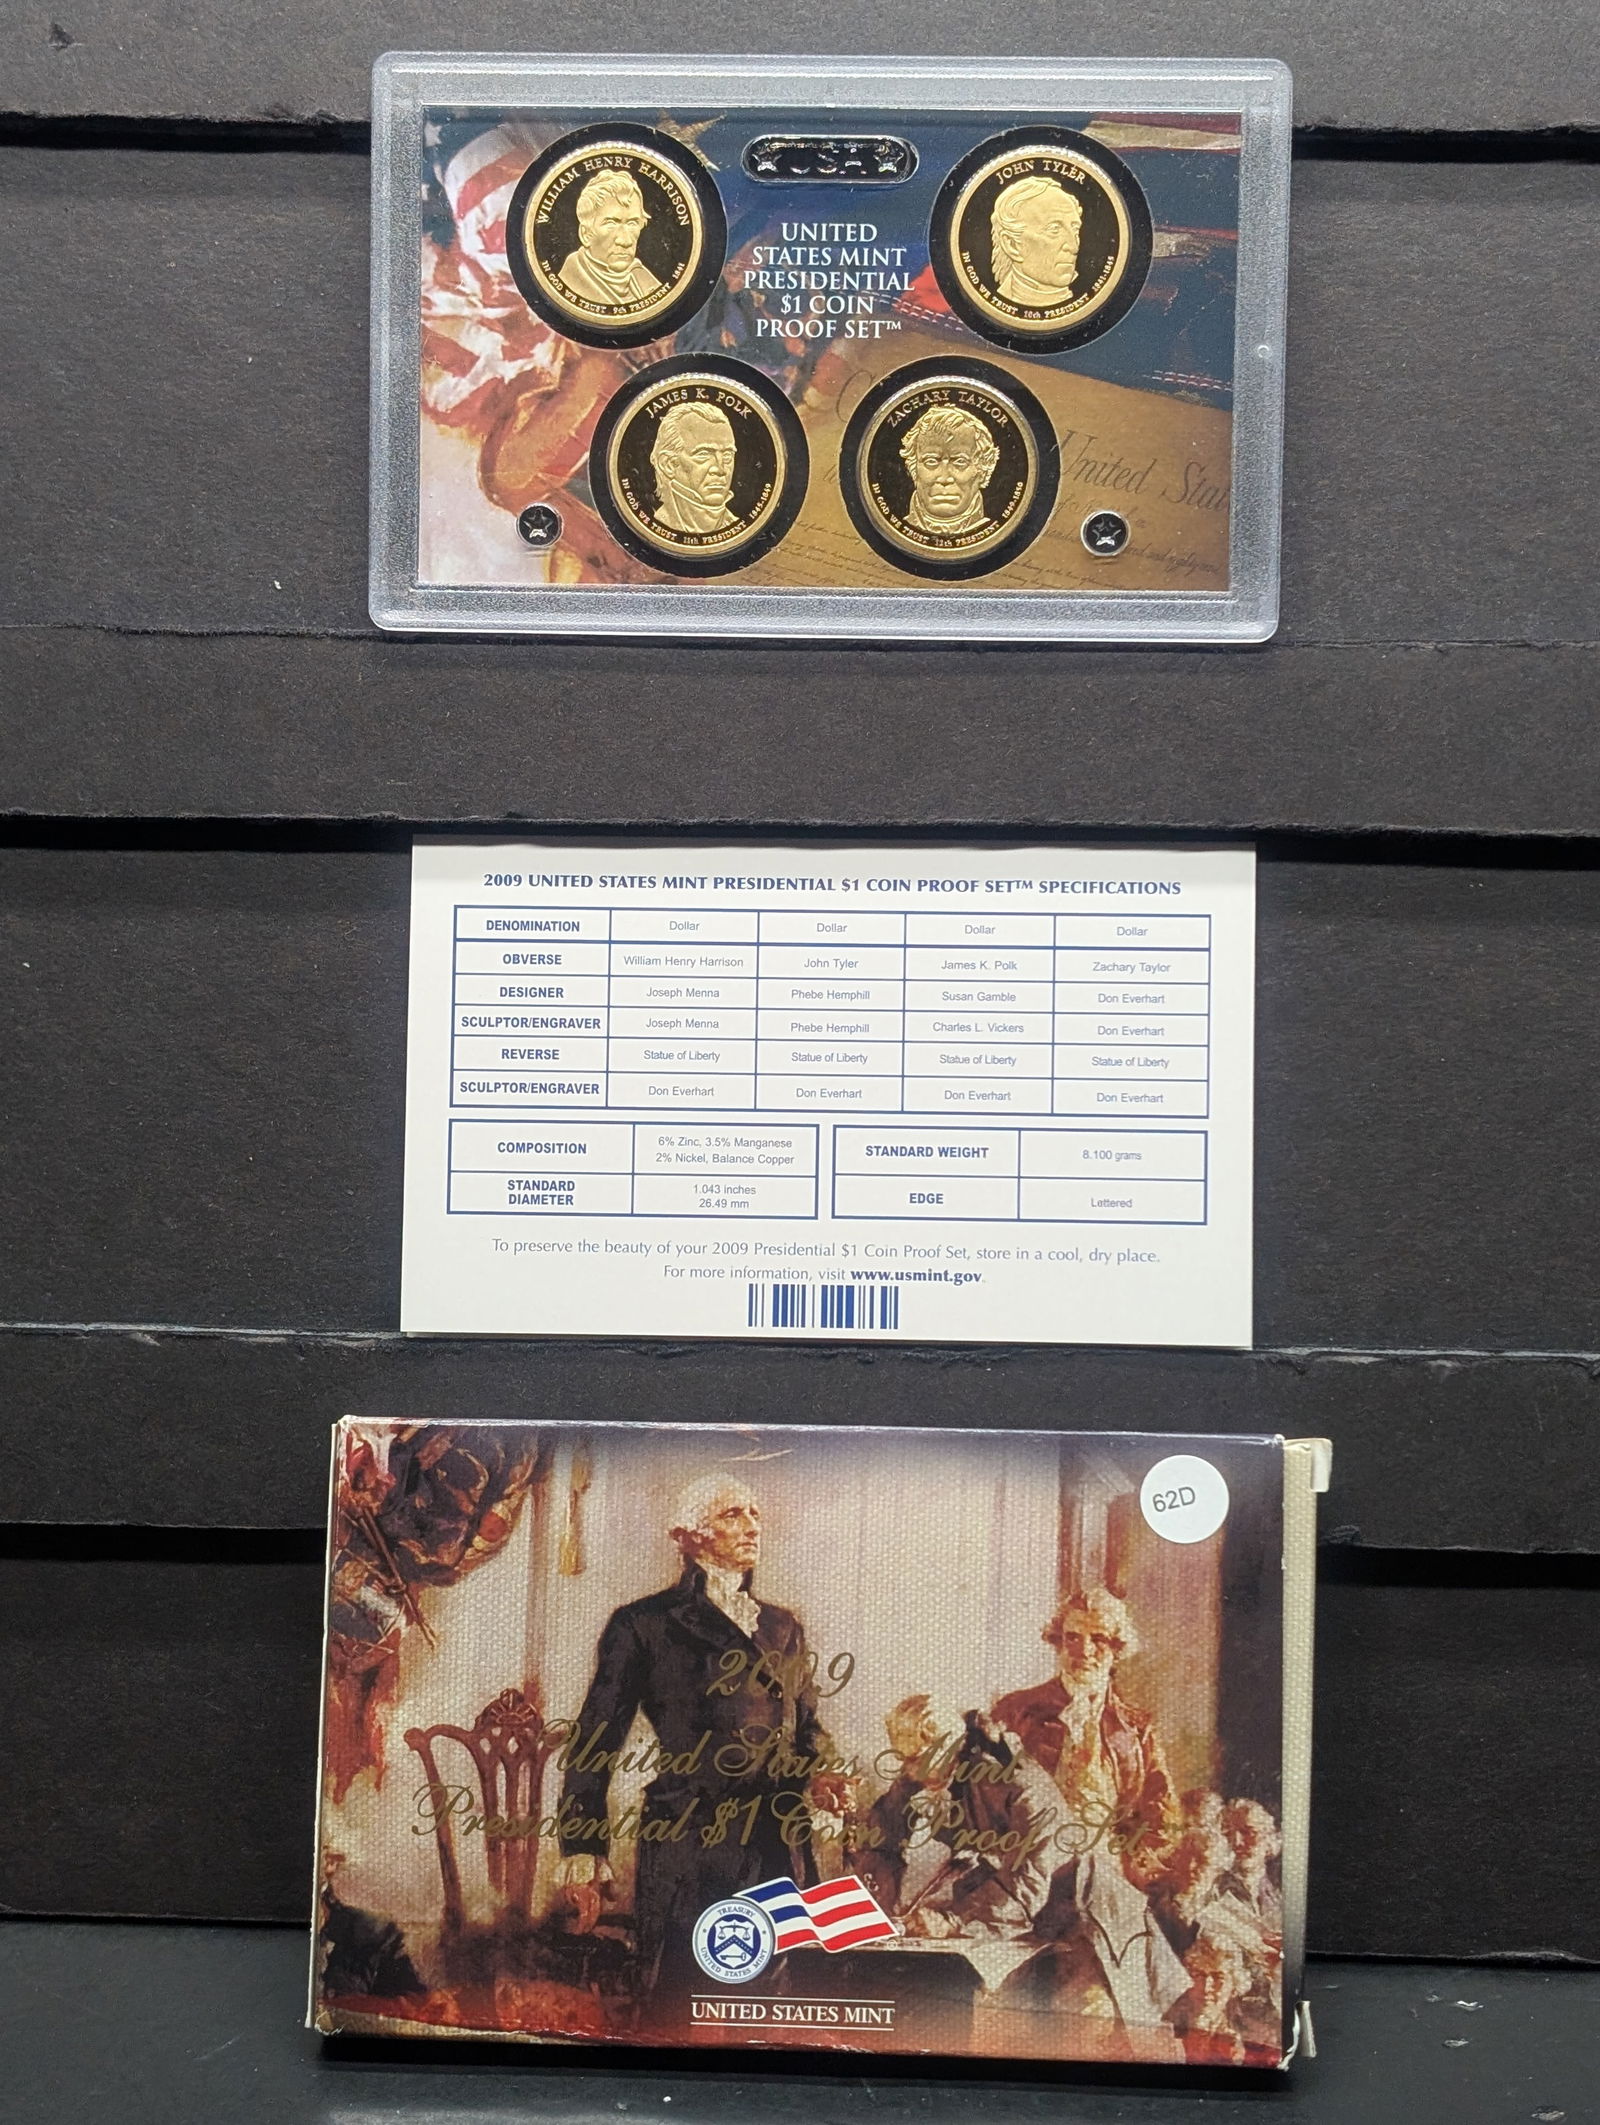 WILLIAM HENRY HARRISON
IN GOD WE TRUST 9th PRESIDENT 1841
USA
JOHN TYLER
IN GOD WE TRUST 10th PRESIDENT 1841-1845
UNITED
STATES MINT
PRESIDENTIAL
$1 COIN
PROOF SET™
JAMES K. POLK
IN GOD WE TRUST 11th PRESIDENT 1845-1849
ZACHARY TAYLOR
IN GOD WE TRUST 12th PRESIDENT 1849-1850
United Stat
2009 UNITED STATES MINT PRESIDENTIAL $1 COIN PROOF SET™ SPECIFICATIONS
DENOMINATION Dollar Dollar Dollar Dollar
OBVERSE William Henry Harrison John Tyler James K. Polk Zachary Taylor
DESIGNER Joseph Menna Phebe Hemphill Susan Gamble Don Everhart
SCULPTOR/ENGRAVER Joseph Menna Phebe Hemphill Charles L. Vickers Don Everhart
REVERSE Statue of Liberty Statue of Liberty Statue of Liberty Statue of Liberty
SCULPTOR/ENGRAVER Don Everhart Don Everhart Don Everhart Don Everhart
COMPOSITION 6% Zinc, 3.5% Manganese
2% Nickel, Balance Copper
STANDARD WEIGHT 8.100 grams
STANDARD
DIAMETER
1.043 inches
26.49 mm
EDGE Lettered
To preserve the beauty of your 2009 Presidential $1 Coin Proof Set, store in a cool, dry place.
For more information, visit www.usmint.gov.
62D
2009
United States Mint
Presidential $1 Coin Proof Set™
TREASURY
UNITED STATES MINT
UNITED STATES MINT